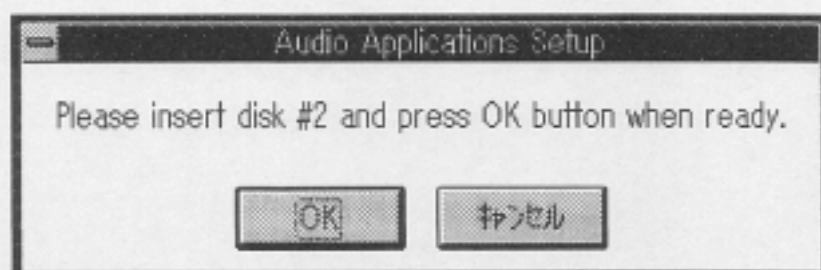 Audio Applications Setup
Please insert disk #2 and press OK button when ready.
OK キャンセル